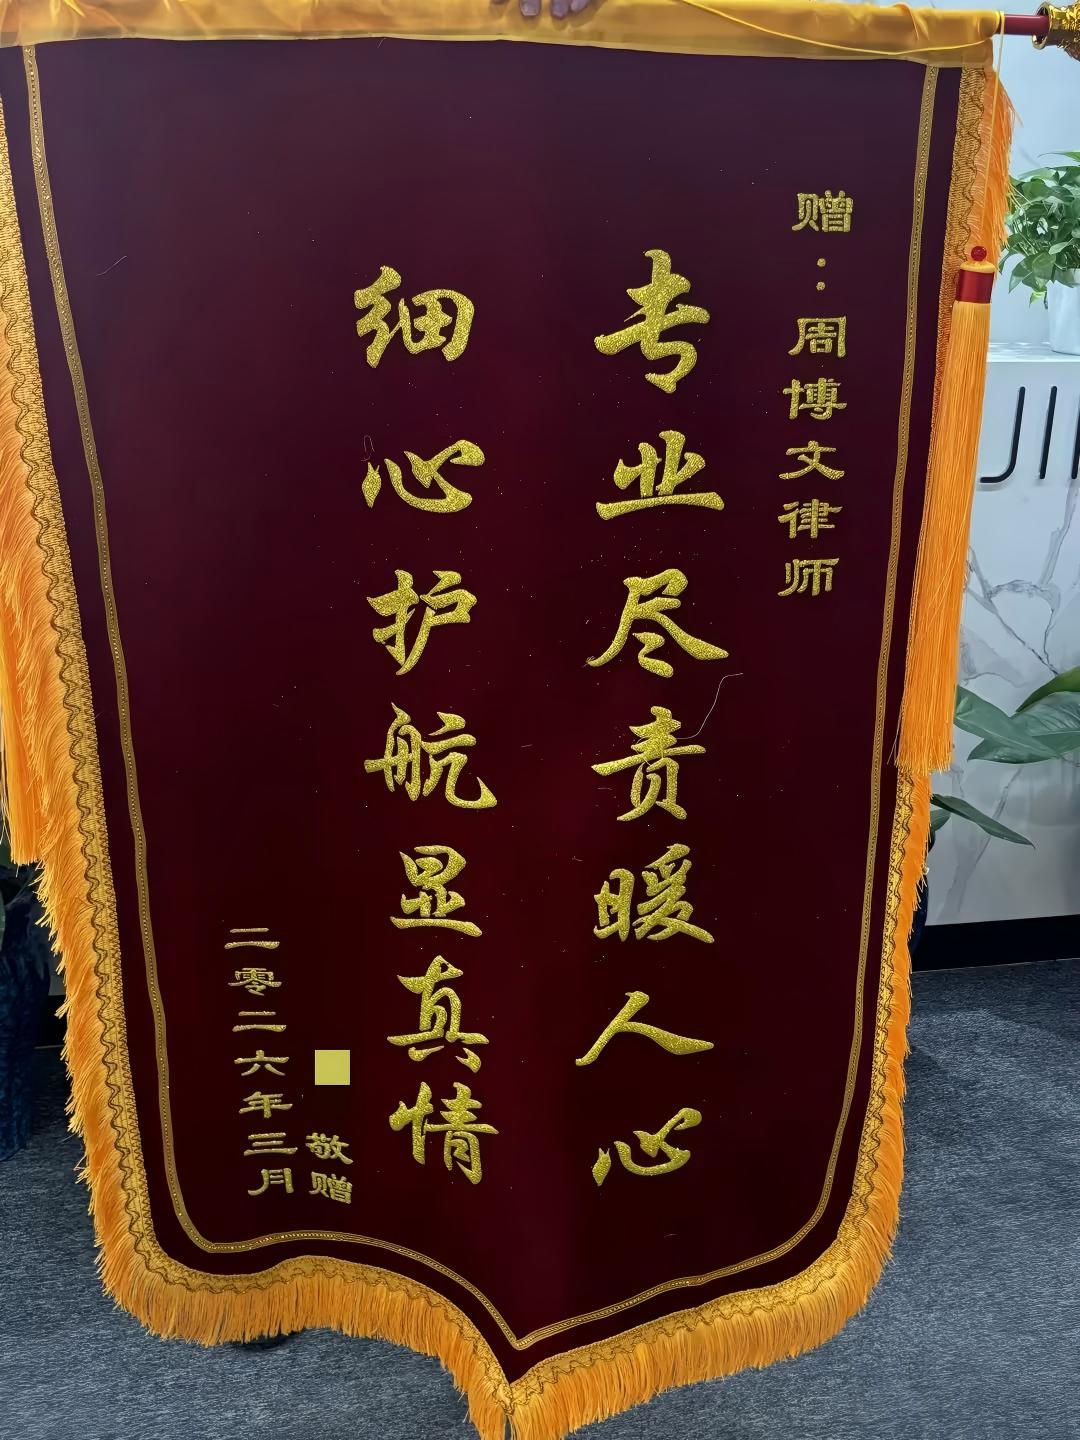 赠：周博文律师
专业尽责暖人心
细心护航显真情
敬赠
二零二六年三月
JI